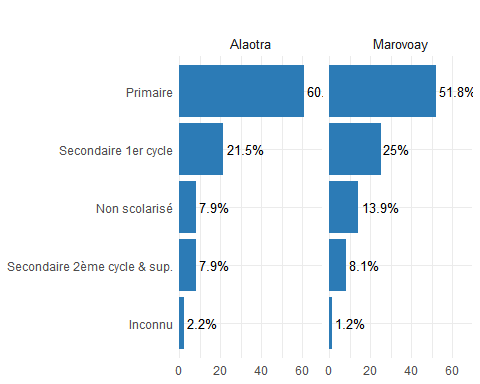 Alaotra Marovoay
Primaire 60. 51.8%
Secondaire 1er cycle 21.5% 25%
Non scolarisé 7.9% 13.9%
Secondaire 2ème cycle & sup. 7.9% 8.1%
Inconnu 2.2% 1.2%
0 20 40 60 0 20 40 60